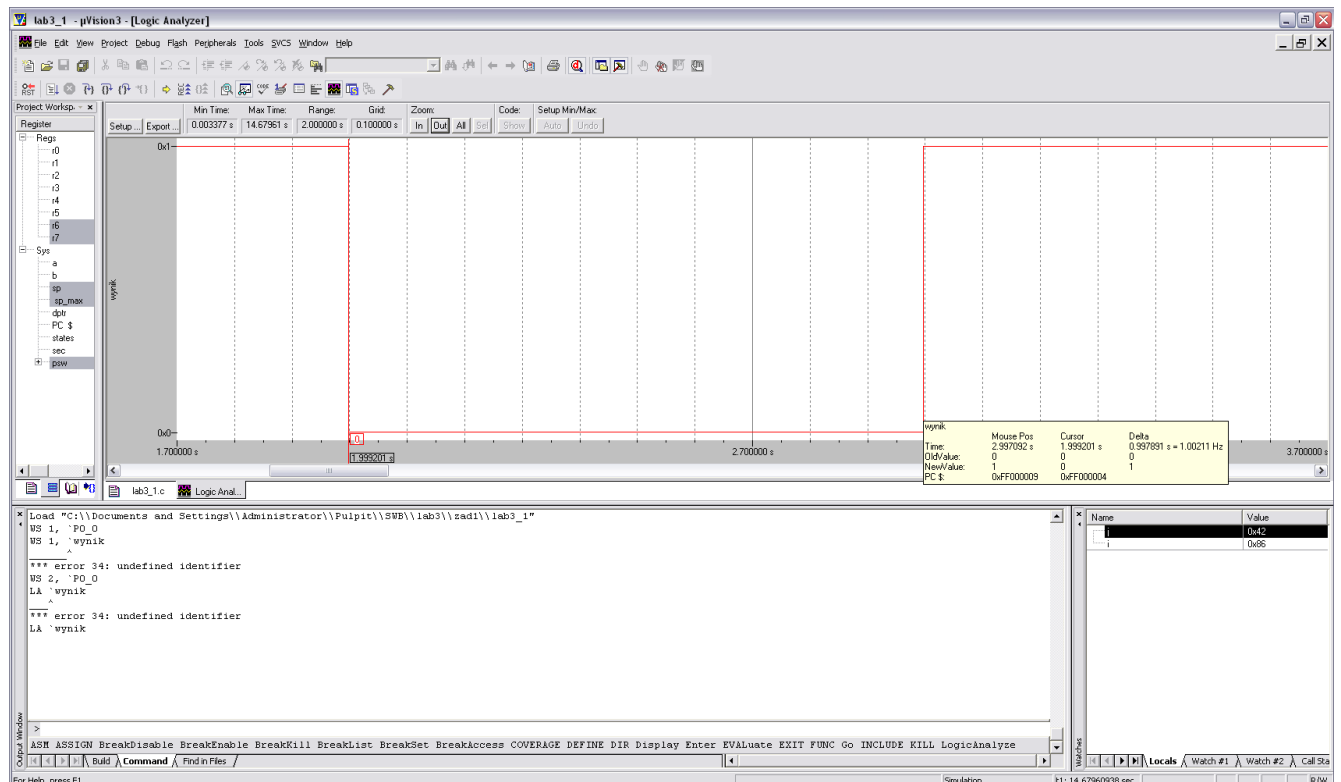 lab3_1 - µVision3 - [Logic Analyzer]
File Edit View Project Debug Flash Peripherals Tools SVCS Window Help
Project Worksp.
Register
Regs
r0
r1
r2
r3
r4
r5
r6
r7
Sys
a
b
sp
sp_max
dptr
PC $
states
sec
psw
Min Time: Max Time: Range: Grid: Zoom: Code: Setup Min/Max:
Setup ... Export ... 0.003377 s 14.67961 s 2.000000 s 0.100000 s In Out All Sel Show Auto Undo
0x1
wynik
0x0
0
1.700000 s 1.999201 s 2.700000 s 3.700000 s
wynik
Mouse Pos Cursor Delta
Time: 2.997092 s 1.999201 s 0.997891 s = 1.00211 Hz
OldValue: 0 0 0
NewValue: 1 0 1
PC $: 0xFF000009 0xFF000004
lab3_1.c Logic Anal...
Load "C:\\Documents and Settings\\Administrator\\Pulpit\\SWB\\lab3\\zad1\\lab3_1"
WS 1, `P0_0
WS 1, `wynik
______^
*** error 34: undefined identifier
WS 2, `P0_0
LA `wynik
___^
*** error 34: undefined identifier
LA `wynik
>
ASM ASSIGN BreakDisable BreakEnable BreakKill BreakList BreakSet BreakAccess COVERAGE DEFINE DIR Display Enter EVALuate EXIT FUNC Go INCLUDE KILL LogicAnalyze
Output Window
Build Command Find in Files
Name Value
0x42
i 0x86
Watches
Locals Watch #1 Watch #2 Call Sta
For Help, press F1 Simulation t1: 14.67960938 sec R/W